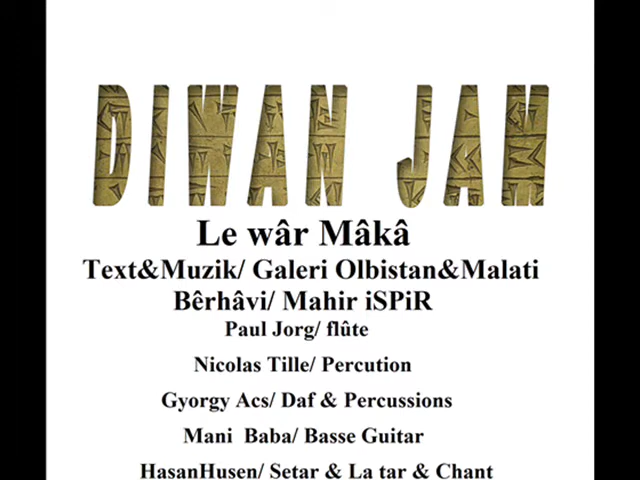 DIWAN JAM
Le wâr Mâkâ
Text&Muzik/ Galeri Olbistan&Malati
Bêrhâvi/ Mahir iSPiR
Paul Jorg/ flûte
Nicolas Tille/ Percution
Gyorgy Acs/ Daf & Percussions
Mani Baba/ Basse Guitar
HasanHusen/ Setar & La tar & Chant